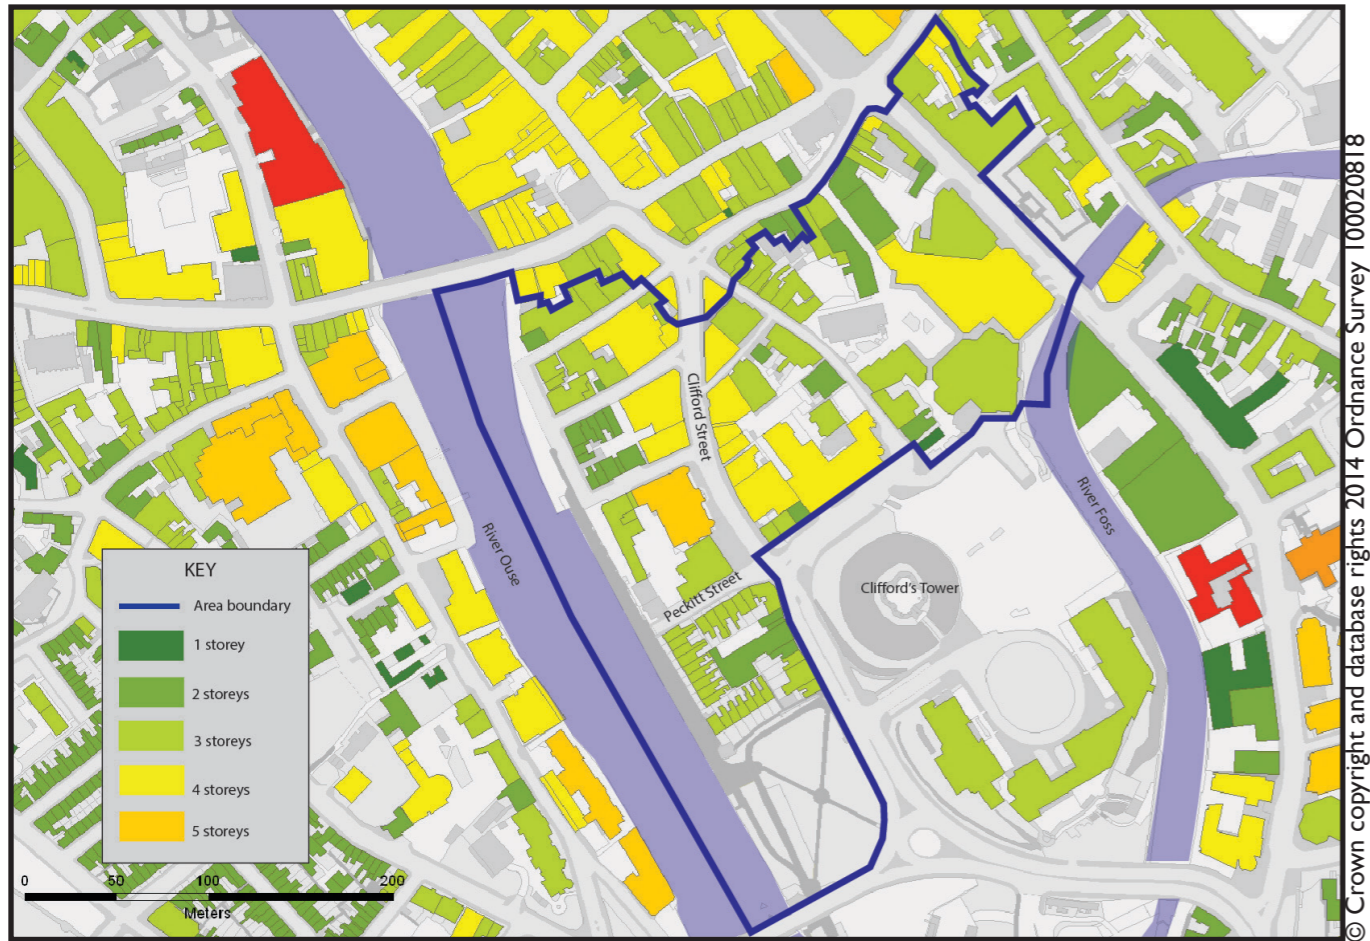 Clifford Street
River Ouse
River Foss
Clifford's Tower
Peckitt Street
KEY
Area boundary
1 storey
2 storeys
3 storeys
4 storeys
5 storeys
0 50 100 200
Meters
© Crown copyright and database rights 2014 Ordnance Survey 100020818